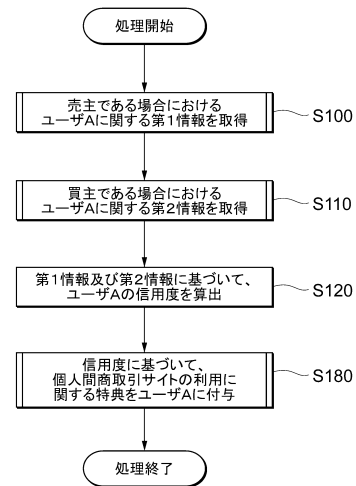 処理開始
売主である場合における
ユーザAに関する第1情報を取得
S100
買主である場合における
ユーザAに関する第2情報を取得
S110
第1情報及び第2情報に基づいて、
ユーザAの信用度を算出
S120
信用度に基づいて、
個人間商取引サイトの利用に
関する特典をユーザAに付与
S180
処理終了